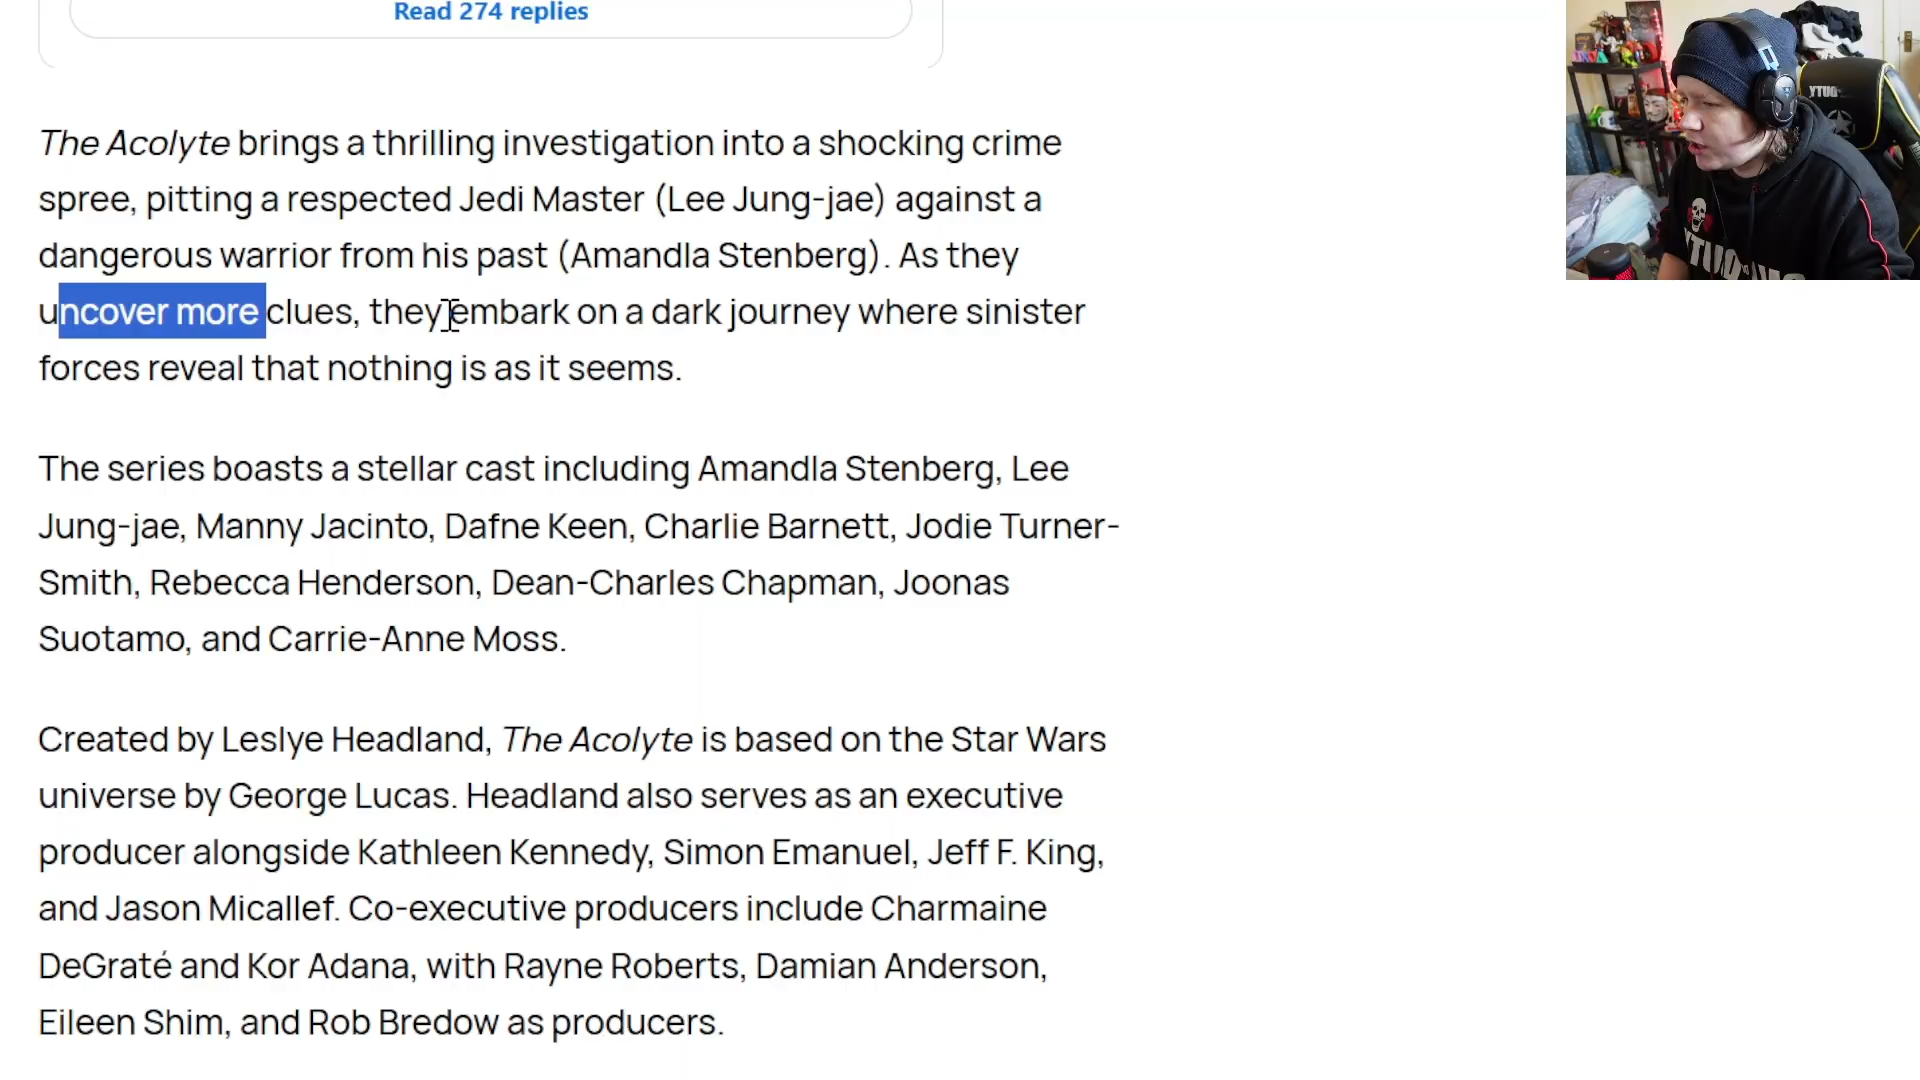 Read 274 replies
The Acolyte brings a thrilling investigation into a shocking crime
spree, pitting a respected Jedi Master (Lee Jung-jae) against a
dangerous warrior from his past (Amandla Stenberg). As they
uncover more clues, they embark on a dark journey where sinister
forces reveal that nothing is as it seems.
The series boasts a stellar cast including Amandla Stenberg, Lee
Jung-jae, Manny Jacinto, Dafne Keen, Charlie Barnett, Jodie Turner-
Smith, Rebecca Henderson, Dean-Charles Chapman, Joonas
Suotamo, and Carrie-Anne Moss.
Created by Leslye Headland, The Acolyte is based on the Star Wars
universe by George Lucas. Headland also serves as an executive
producer alongside Kathleen Kennedy, Simon Emanuel, Jeff F. King,
and Jason Micallef. Co-executive producers include Charmaine
DeGraté and Kor Adana, with Rayne Roberts, Damian Anderson,
Eileen Shim, and Rob Bredow as producers.